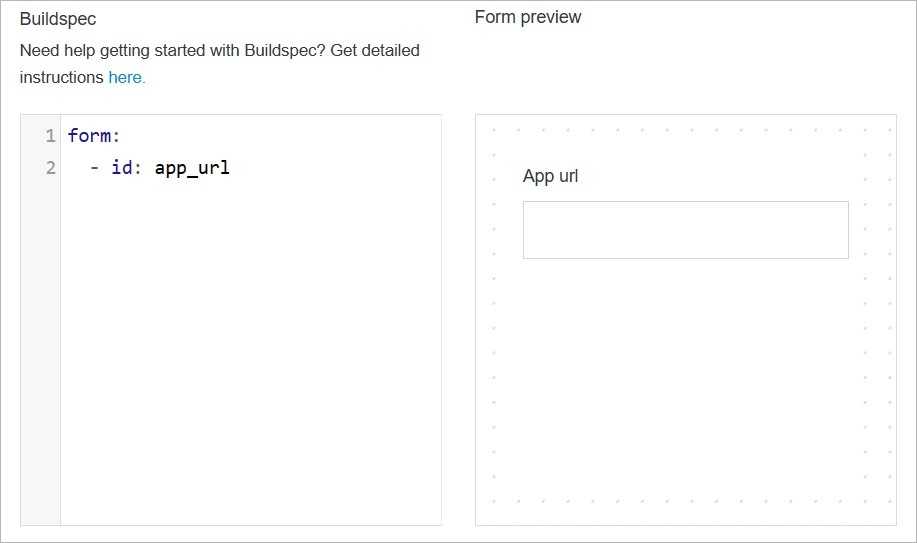 Buildspec
Need help getting started with Buildspec? Get detailed
instructions here.
1 form:
2   - id: app_url
Form preview
App url